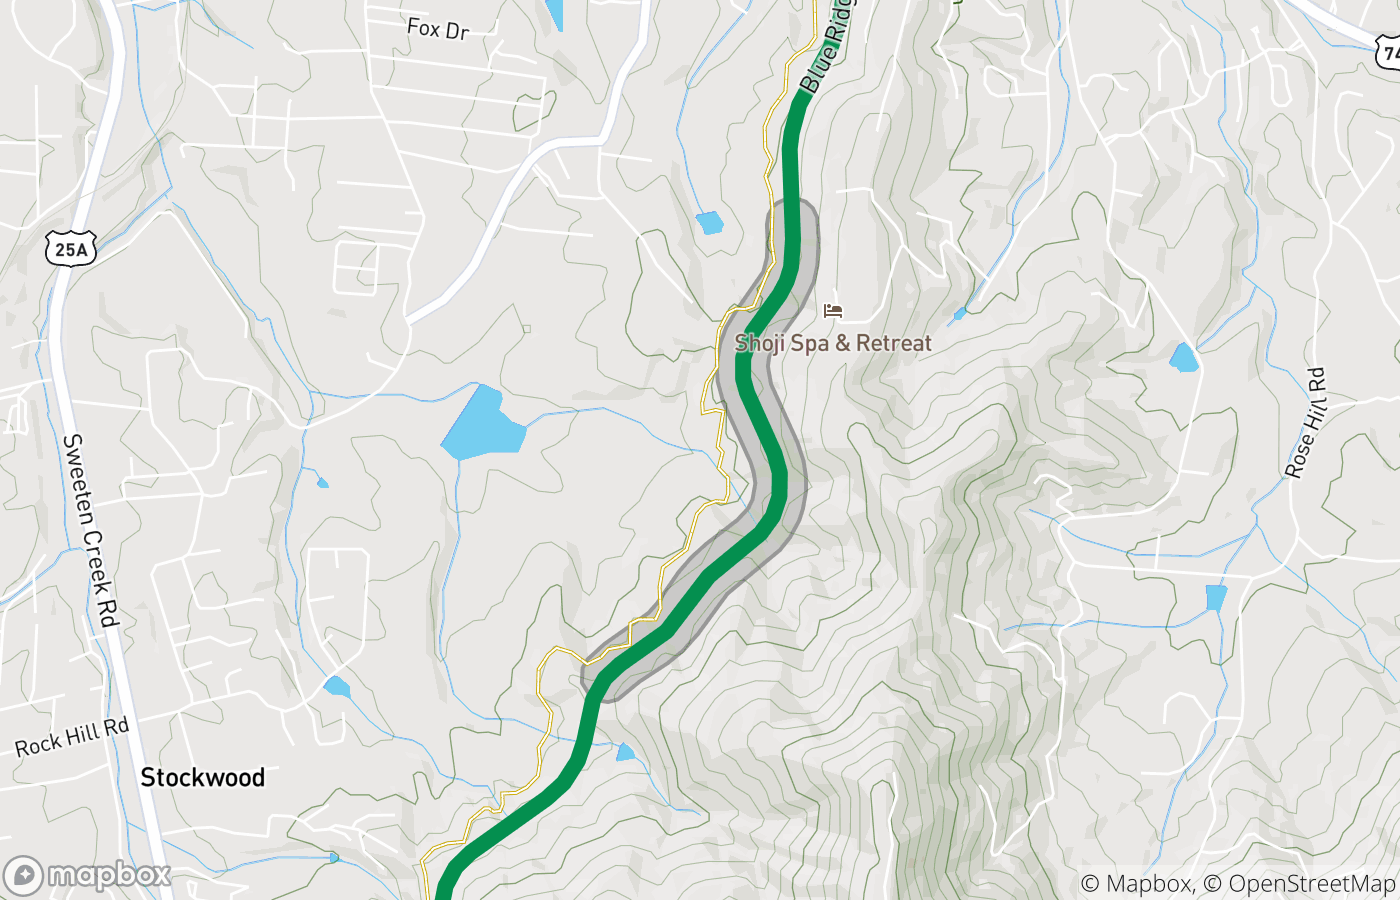 Fox Dr
Blue Ridg
74
25A
Shoji Spa & Retreat
Rose Hill Rd
Sweeten Creek Rd
Rock Hill Rd
Stockwood
mapbox
© Mapbox, © OpenStreetMap